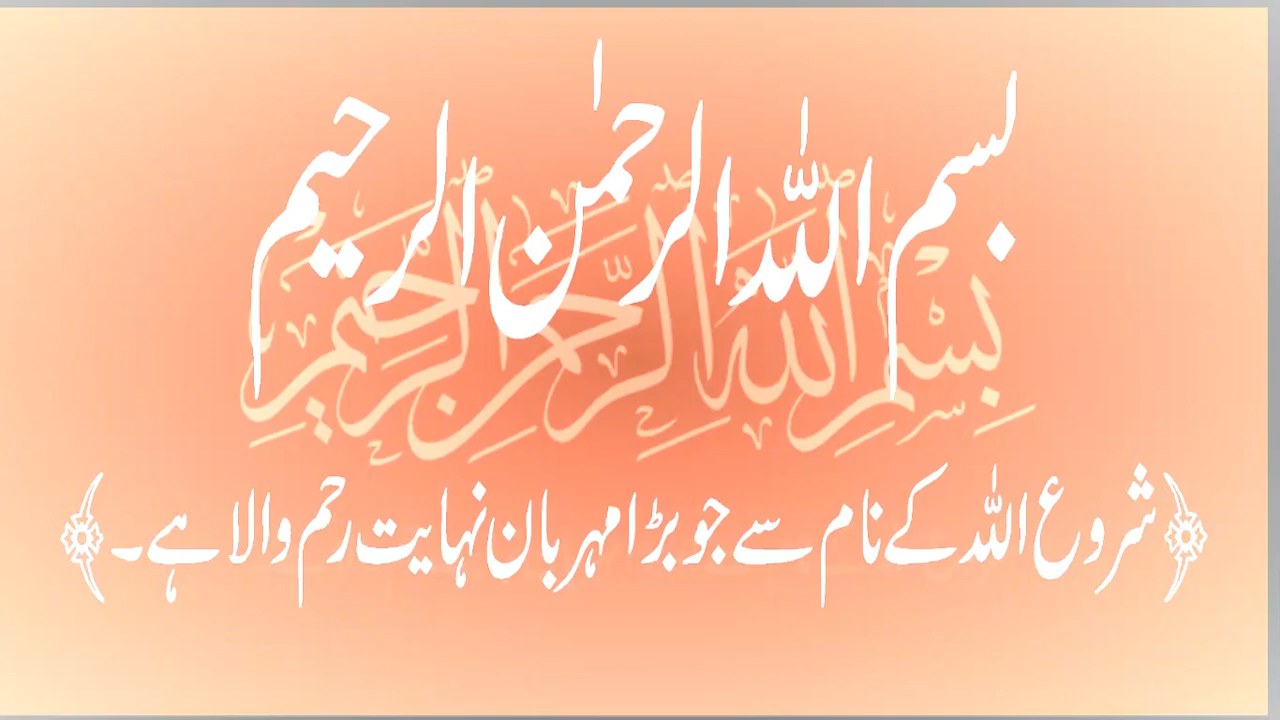 بسم اللہ الرحمٰن الرحیم
بِسْمِ اللَّهِ الرَّحْمَنِ الرَّحِيمِ
﴿شروع اللہ کے نام سے جو بڑا مہربان نہایت رحم والا ہے۔﴾